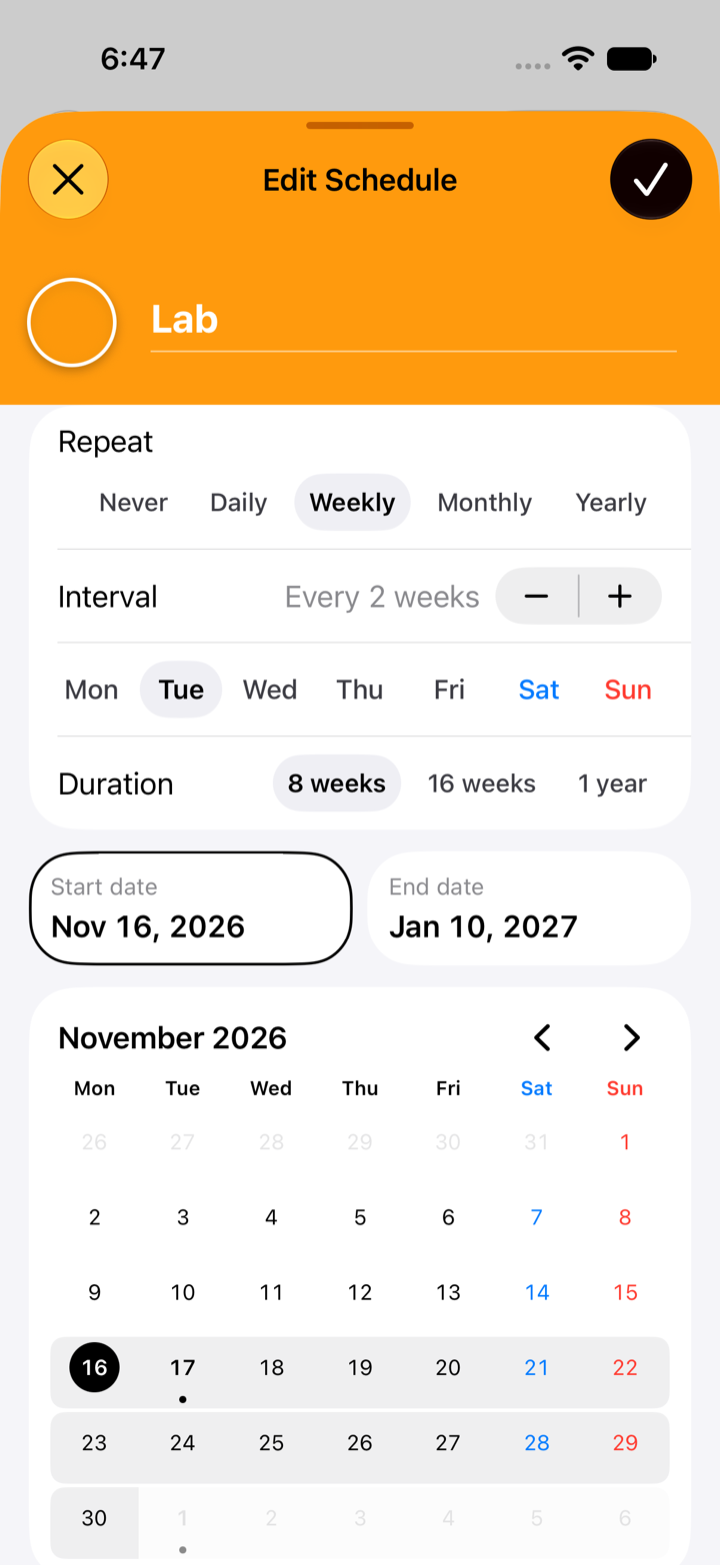 6:47
Edit Schedule
Lab
Repeat
Never Daily Weekly Monthly Yearly
Interval Every 2 weeks − +
Mon Tue Wed Thu Fri Sat Sun
Duration 8 weeks 16 weeks 1 year
Start date End date
Nov 16, 2026 Jan 10, 2027
November 2026
Mon Tue Wed Thu Fri Sat Sun
26 27 28 29 30 31 1
2 3 4 5 6 7 8
9 10 11 12 13 14 15
16 17 18 19 20 21 22
23 24 25 26 27 28 29
30 1 2 3 4 5 6